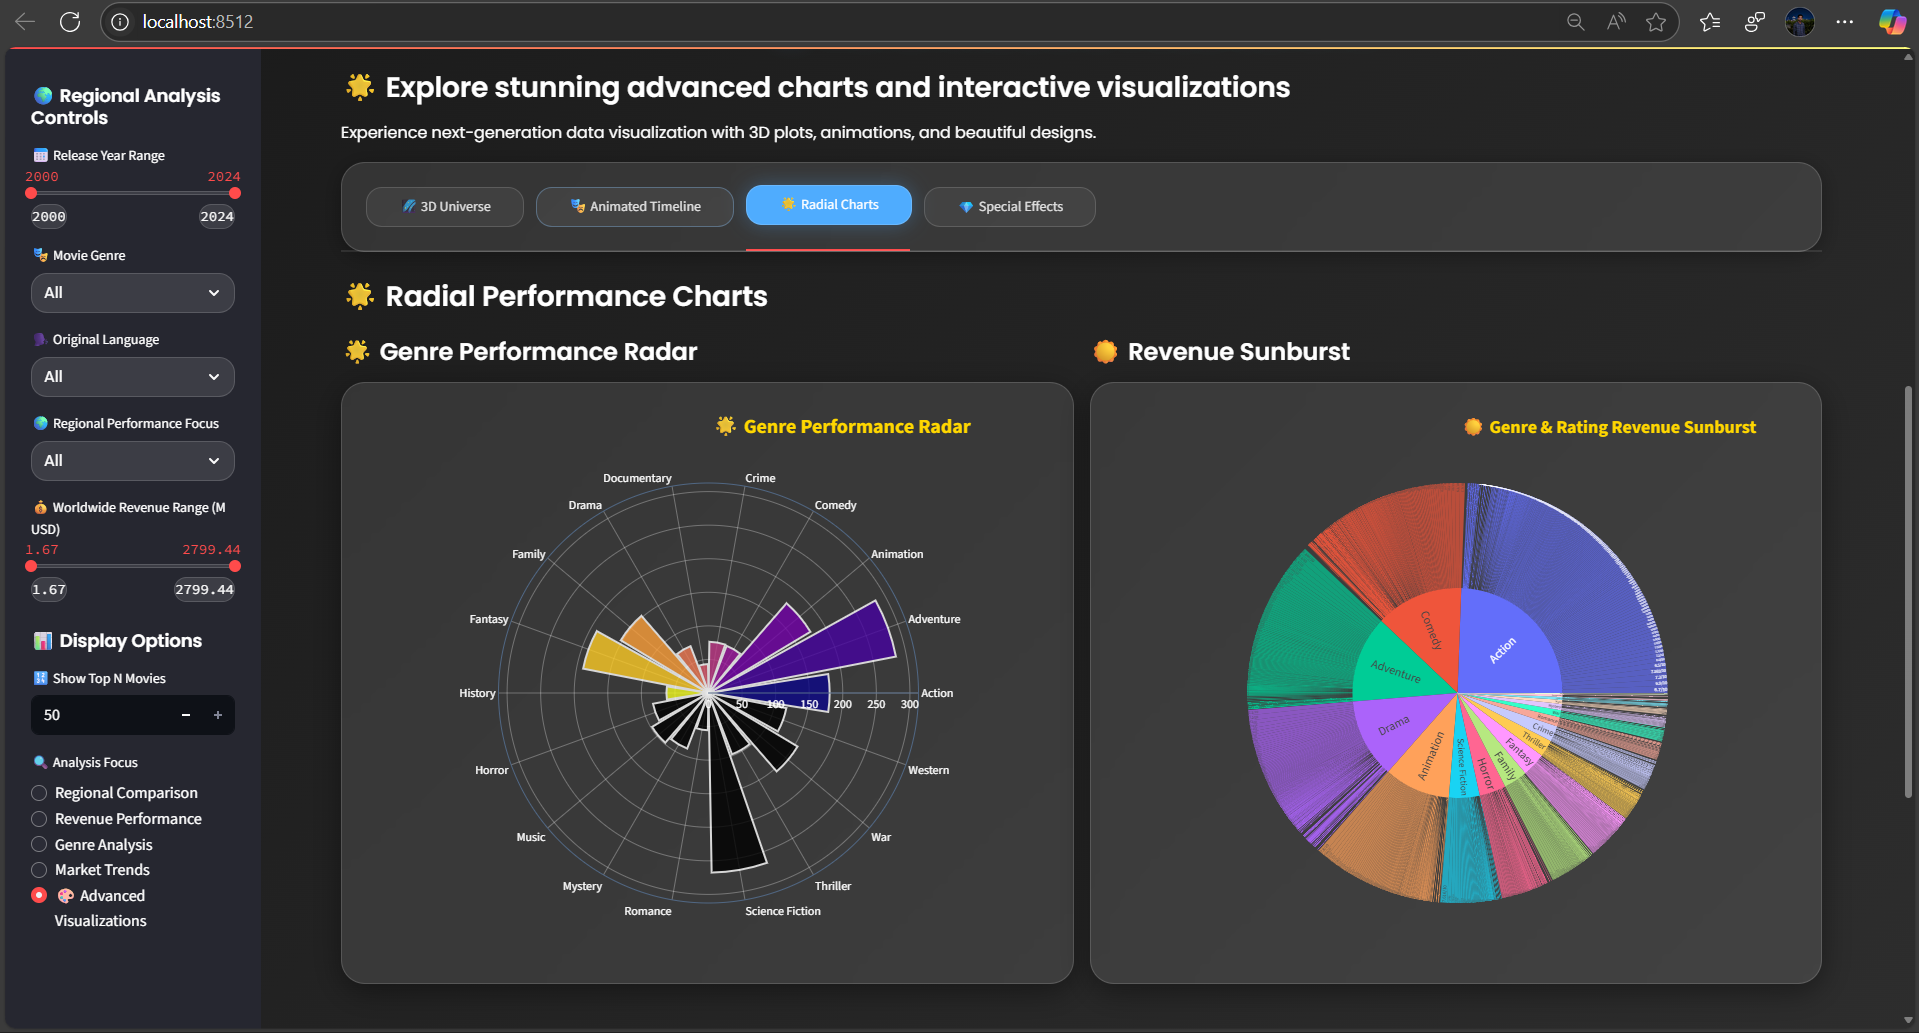 localhost:8512
Regional Analysis
Controls
Release Year Range
2000 2024
2000 2024
Movie Genre
All
Original Language
All
Regional Performance Focus
All
Worldwide Revenue Range (M
USD)
1.67 2799.44
1.67 2799.44
Display Options
Show Top N Movies
50 - +
Analysis Focus
Regional Comparison
Revenue Performance
Genre Analysis
Market Trends
Advanced
Visualizations
Explore stunning advanced charts and interactive visualizations
Experience next-generation data visualization with 3D plots, animations, and beautiful designs.
3D Universe
Animated Timeline
Radial Charts
Special Effects
Radial Performance Charts
Genre Performance Radar
Genre Performance Radar
Documentary
Crime
Drama
Comedy
Family
Animation
Fantasy
Adventure
History
Action
0 50 100 150 200 250 300
Horror
Western
Music
War
Mystery
Thriller
Romance
Science Fiction
Revenue Sunburst
Genre & Rating Revenue Sunburst
Action
Comedy
Adventure
Drama
Animation
Science Fiction
Horror
Family
Fantasy
Thriller
Crime
Romance